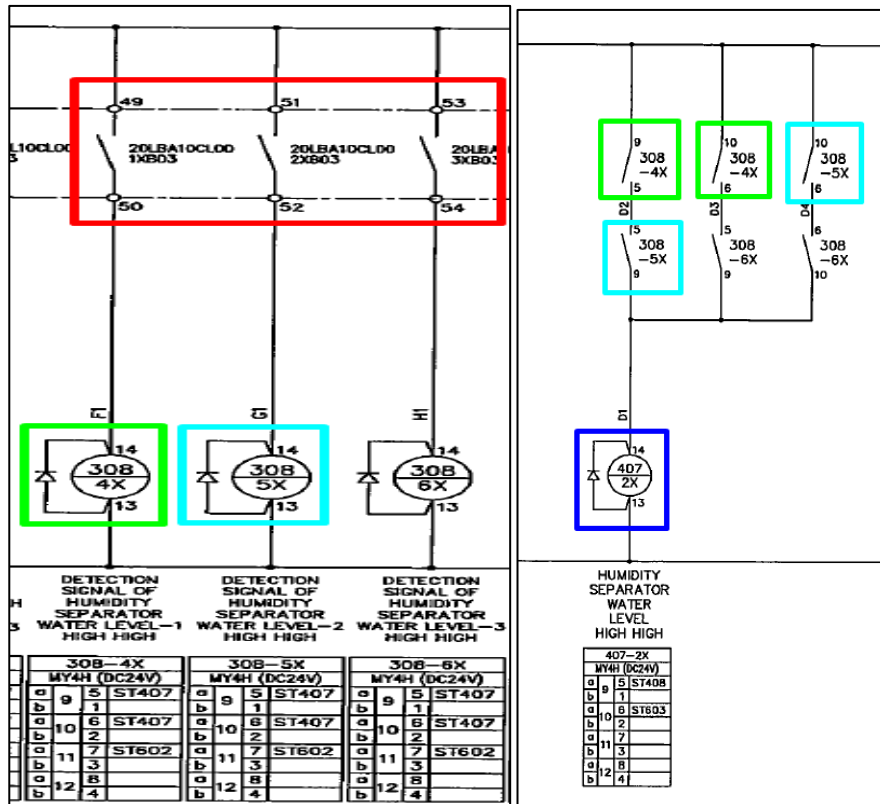 49
51
53
L10CL00
3
20LBA10CL00
1XB03
20LBA10CL00
2XB03
20LBA
3XB03
50
52
54
F1
G1
H1
14
308
4X
13
14
308
5X
13
14
308
6X
13
DETECTION
SIGNAL OF
HUMIDITY
SEPARATOR
WATER LEVEL-1
HIGH HIGH
DETECTION
SIGNAL OF
HUMIDITY
SEPARATOR
WATER LEVEL-2
HIGH HIGH
DETECTION
SIGNAL OF
HUMIDITY
SEPARATOR
WATER LEVEL-3
HIGH HIGH
H
3
308-4X
MY4H (DC24V)
a 9 5 ST407
b 1
a 10 6 ST407
b 2
a 11 7 ST602
b 3
a 12 8
b 4
308-5X
MY4H (DC24V)
a 9 5 ST407
b 1
a 10 6 ST407
b 2
a 11 7 ST602
b 3
a 12 8
b 4
308-6X
MY4H (DC24V)
a 9 5 ST407
b 1
a 10 6 ST407
b 2
a 11 7 ST602
b 3
a 12 8
b 4
9
308
-4X
5
10
308
-4X
6
10
308
-5X
6
D2
D3
D4
5
308
-5X
9
5
308
-6X
9
6
308
-6X
10
D1
14
407
2X
13
HUMIDITY
SEPARATOR
WATER
LEVEL
HIGH HIGH
407-2X
MY4H (DC24V)
a 9 5 ST408
b 1
a 10 6 ST603
b 2
a 11 7
b 3
a 12 8
b 4